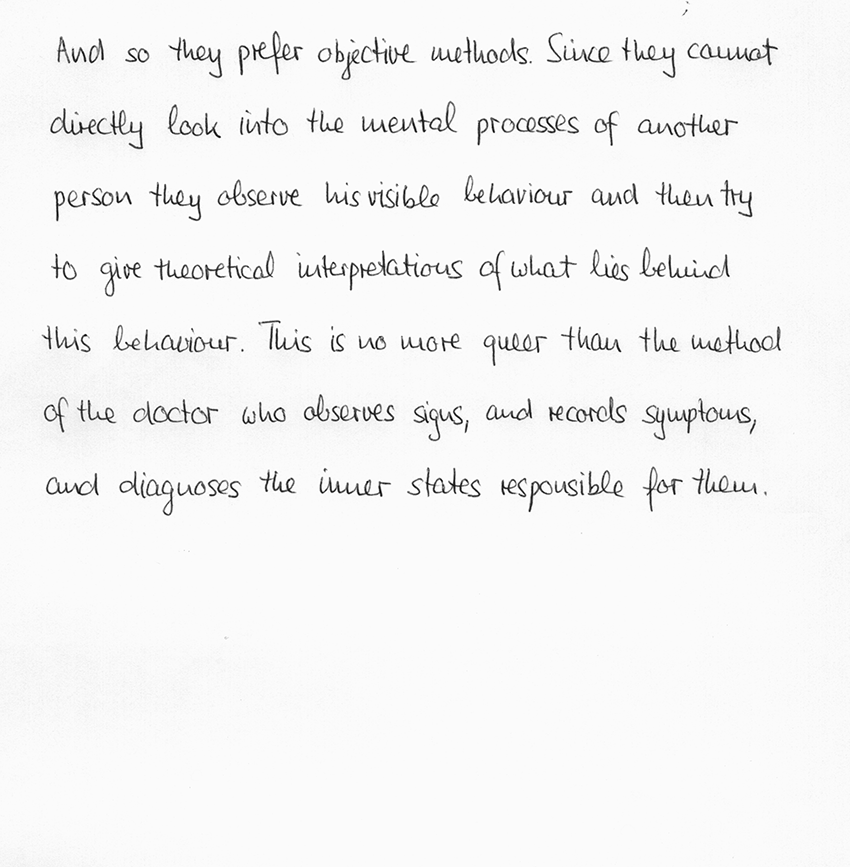 And so they prefer objective methods. Since they cannot
directly look into the mental processes of another
person they observe his visible behaviour and then try
to give theoretical interpretations of what lies behind
this behaviour. This is no more queer than the method
of the doctor who observes signs, and records symptoms,
and diagnoses the inner states responsible for them.